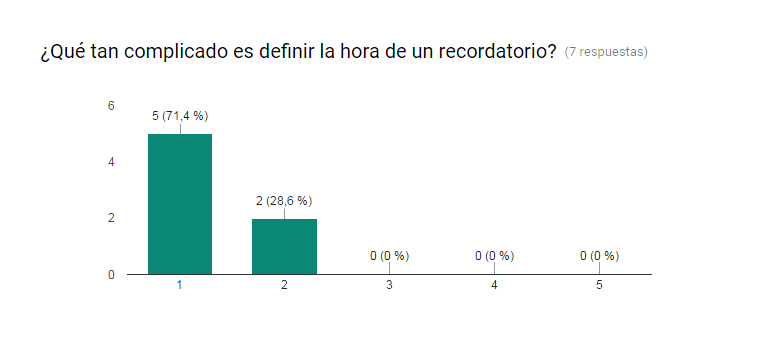 ¿Qué tan complicado es definir la hora de un recordatorio? (7 respuestas)
6
5 (71,4 %)
4
2 (28,6 %)
2
0 (0 %) 0 (0 %) 0 (0 %)
0
1 2 3 4 5